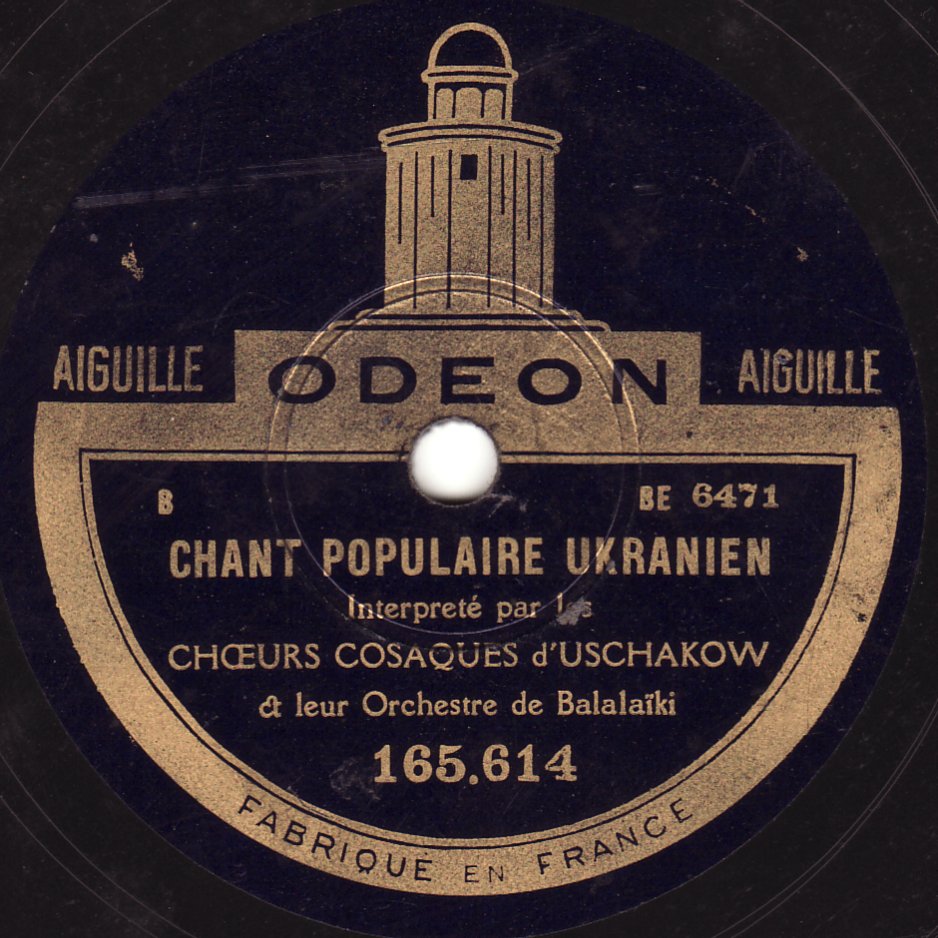 AIGUILLE ODEON AIGUILLE
B BE 6471
CHANT POPULAIRE UKRANIEN
Interpreté par les
CHŒURS COSAQUES d'USCHAKOW
& leur Orchestre de Balalaïki
165.614
FABRIQUE EN FRANCE